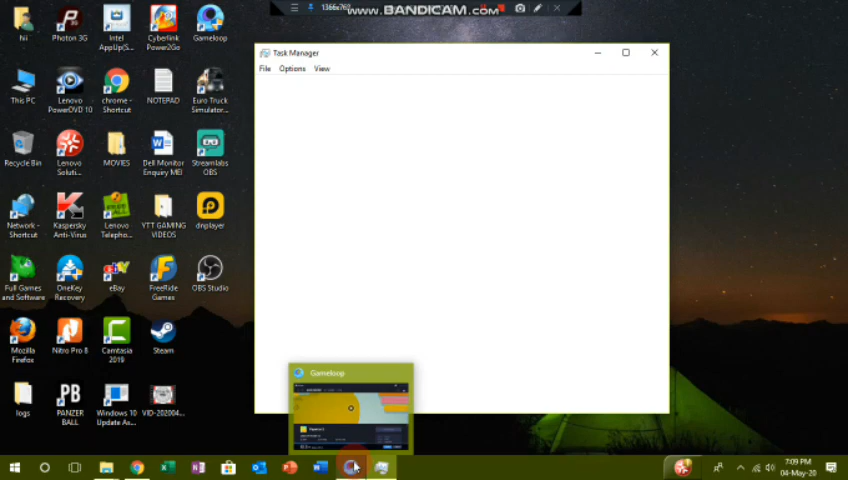 1366x762
www.BANDICAM.com
hii
Photon 3G
Intel
AppUp(S...
Cyberlink
Power2Go
Gameloop
This PC
Lenovo
PowerDVD 10
chrome -
Shortcut
NOTEPAD
Euro Truck
Simulator...
Recycle Bin
Lenovo
Soluti...
MOVIES
Dell Monitor
Enquiry MEI
Streamlabs
OBS
Network -
Shortcut
Kaspersky
Anti-Virus
Lenovo
Telepho...
YTT GAMING
VIDEOS
dnplayer
Full Games
and Software
OneKey
Recovery
eBay
FreeRide
Games
OBS Studio
Mozilla
Firefox
Nitro Pro 8
Camtasia
2019
Steam
logs
PB
PANZER
BALL
Windows 10
Update As...
VID-202004...
Task Manager
File Options View
Gameloop
7:09 PM
04-May-20